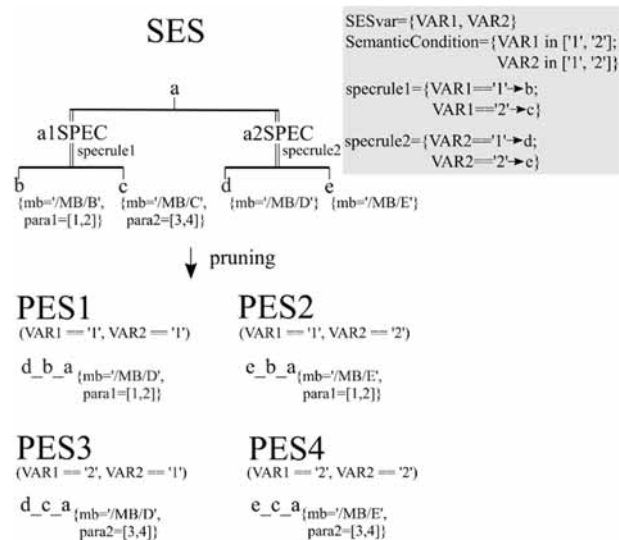 SES
SESvar={VAR1, VAR2}
SemanticCondition={VAR1 in ['1', '2'];
VAR2 in ['1', '2']}
specrule1={VAR1=='1'➔b;
VAR1=='2'➔c}
specrule2={VAR2=='1'➔d;
VAR2=='2'➔e}
a
a1SPEC a2SPEC
specrule1 specrule2
b c d e
{mb='/MB/B', {mb='/MB/C', {mb='/MB/D'} {mb='/MB/E'}
para1=[1,2]} para2=[3,4]}
pruning
PES1 PES2
(VAR1 == '1', VAR2 == '1') (VAR1 == '1', VAR2 == '2')
d_b_a {mb='/MB/D', e_b_a {mb='/MB/E',
para1=[1,2]} para1=[1,2]}
PES3 PES4
(VAR1 == '2', VAR2 == '1') (VAR1 == '2', VAR2 == '2')
d_c_a {mb='/MB/D', e_c_a {mb='/MB/E',
para2=[3,4]} para2=[3,4]}